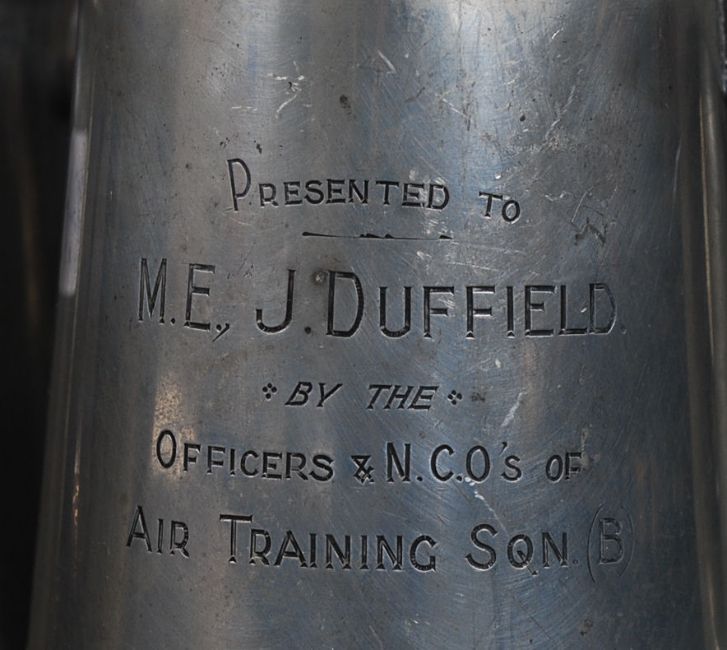 PRESENTED TO
M.E., J. DUFFIELD.
BY THE
OFFICERS & N.C.O's OF
AIR TRAINING SQN. (B)